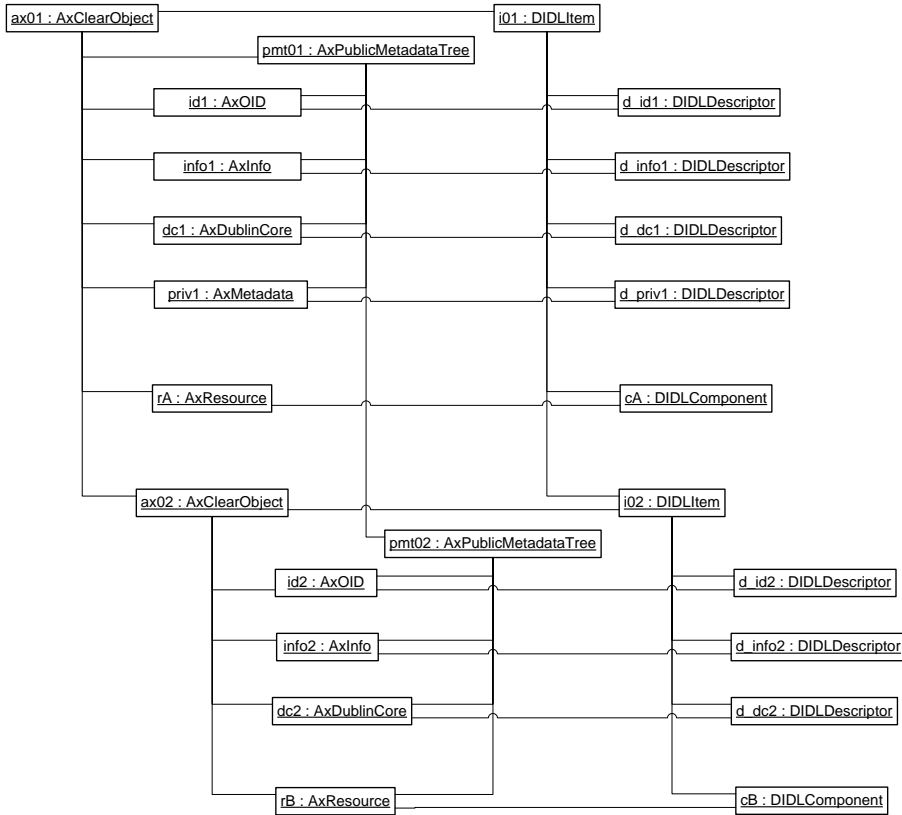 ax01 : AxClearObject
i01 : DIDLItem
pmt01 : AxPublicMetadataTree
id1 : AxOID
d_id1 : DIDLDescriptor
info1 : AxInfo
d_info1 : DIDLDescriptor
dc1 : AxDublinCore
d_dc1 : DIDLDescriptor
priv1 : AxMetadata
d_priv1 : DIDLDescriptor
rA : AxResource
cA : DIDLComponent
ax02 : AxClearObject
i02 : DIDLItem
pmt02 : AxPublicMetadataTree
id2 : AxOID
d_id2 : DIDLDescriptor
info2 : AxInfo
d_info2 : DIDLDescriptor
dc2 : AxDublinCore
d_dc2 : DIDLDescriptor
rB : AxResource
cB : DIDLComponent